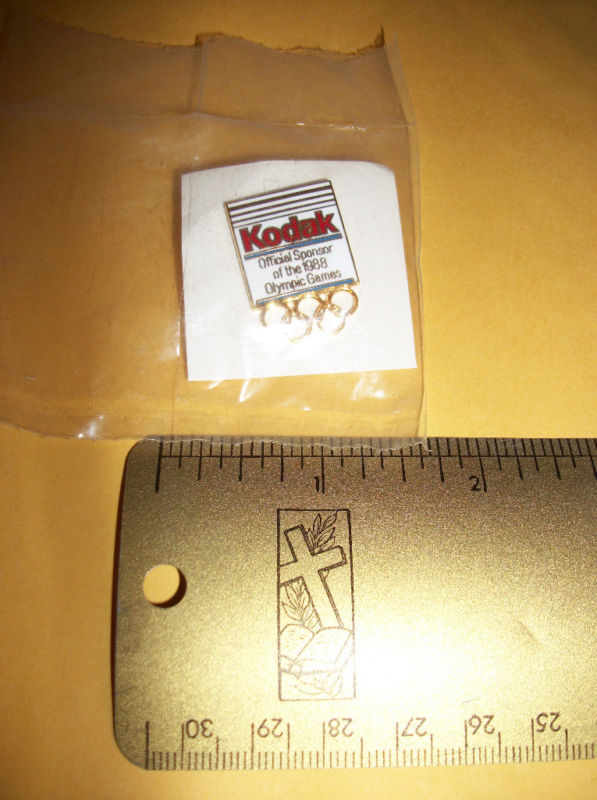 Kodak
Official Sponsor
of the 1988
Olympic Games
1 2
30 29 28 27 26 25